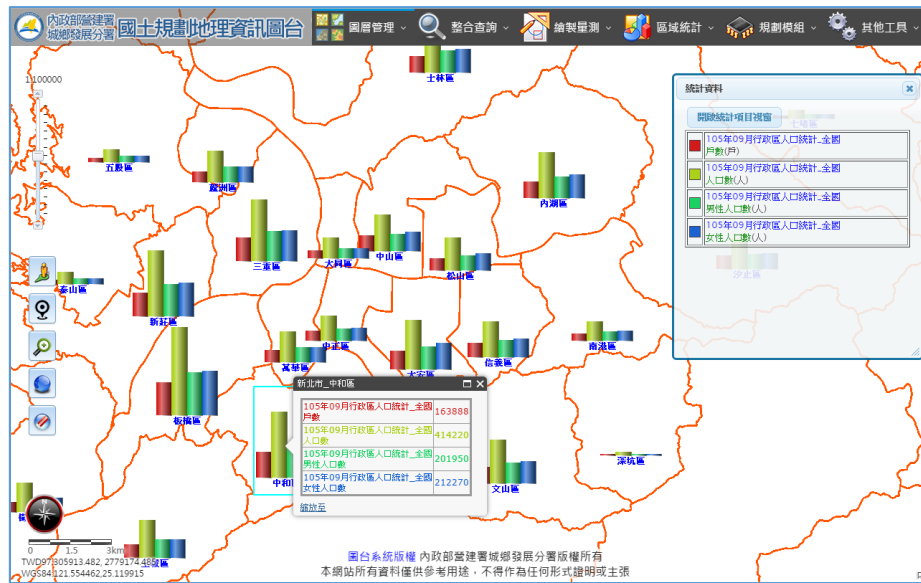 內政部營建署
城鄉發展分署
國土規劃地理資訊圖台
圖層管理
整合查詢
繪製量測
區域統計
規劃模組
其他工具
1:100000
士林區
五股區
蘆洲區
內湖區
三重區
大同區
中山區
松山區
泰山區
新莊區
萬華區
中正區
大安區
信義區
南港區
板橋區
中和
文山區
深坑區
土城區
汐止區
統計資料
開啟統計項目視窗
105年09月行政區人口統計_全國
戶數(戶)
105年09月行政區人口統計_全國
人口數(人)
105年09月行政區人口統計_全國
男性人口數(人)
105年09月行政區人口統計_全國
女性人口數(人)
新北市_中和區
105年09月行政區人口統計_全國
戶數
163888
105年09月行政區人口統計_全國
人口數
414220
105年09月行政區人口統計_全國
男性人口數
201950
105年09月行政區人口統計_全國
女性人口數
212270
縮放至
N
0 1.5 3km
TWD97:305913.482, 2779174.485
WGS84:121.554462,25.119915
圖台系統版權 內政部營建署城鄉發展分署版權所有
本網站所有資料僅供參考用途，不得作為任何形式證明或主張